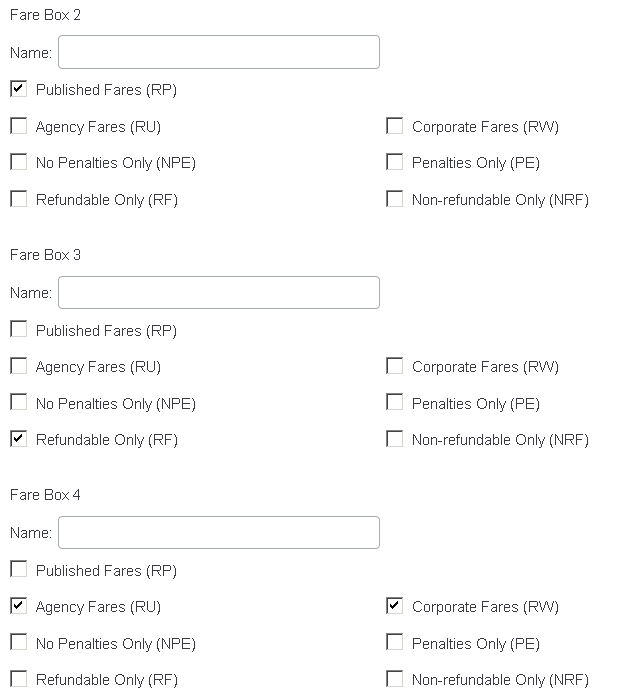 Fare Box 2
Name:
Published Fares (RP)
Agency Fares (RU) Corporate Fares (RW)
No Penalties Only (NPE) Penalties Only (PE)
Refundable Only (RF) Non-refundable Only (NRF)
Fare Box 3
Name:
Published Fares (RP)
Agency Fares (RU) Corporate Fares (RW)
No Penalties Only (NPE) Penalties Only (PE)
Refundable Only (RF) Non-refundable Only (NRF)
Fare Box 4
Name:
Published Fares (RP)
Agency Fares (RU) Corporate Fares (RW)
No Penalties Only (NPE) Penalties Only (PE)
Refundable Only (RF) Non-refundable Only (NRF)